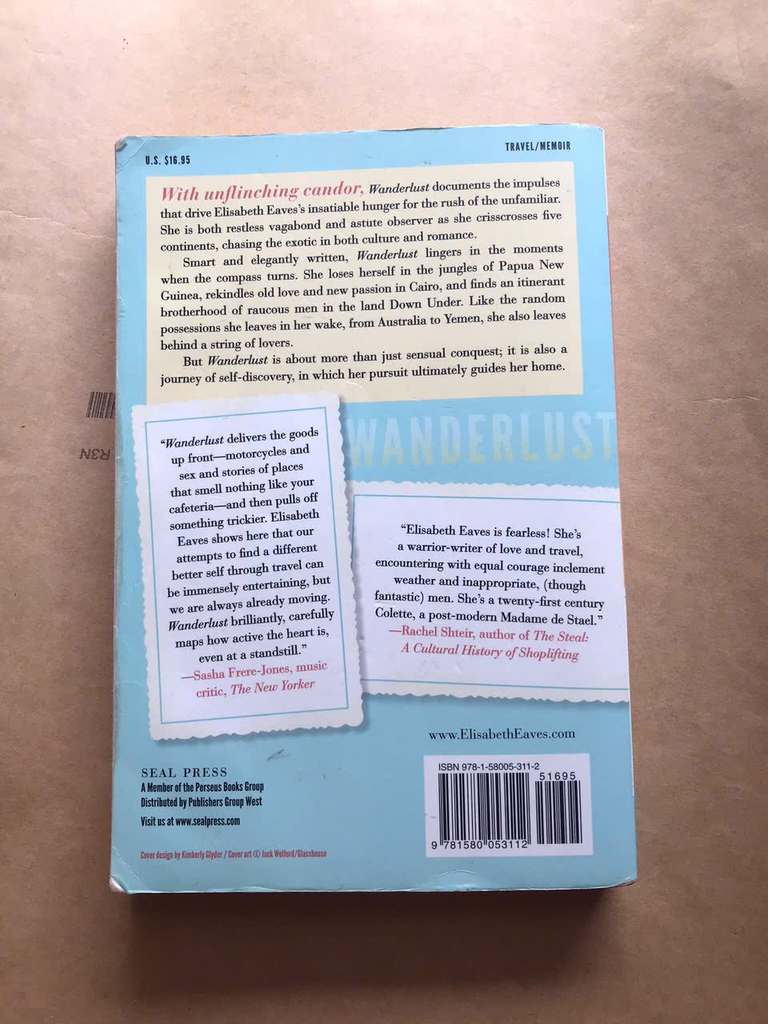 U.S. $16.95
TRAVEL/MEMOIR
With unflinching candor, Wanderlust documents the impulses
that drive Elisabeth Eaves's insatiable hunger for the rush of the unfamiliar.
She is both restless vagabond and astute observer as she crisscrosses five
continents, chasing the exotic in both culture and romance.
Smart and elegantly written, Wanderlust lingers in the moments
when the compass turns. She loses herself in the jungles of Papua New
Guinea, rekindles old love and new passion in Cairo, and finds an itinerant
brotherhood of raucous men in the land Down Under. Like the random
possessions she leaves in her wake, from Australia to Yemen, she also leaves
behind a string of lovers.
But Wanderlust is about more than just sensual conquest; it is also a
journey of self-discovery, in which her pursuit ultimately guides her home.
WANDERLUST
"Wanderlust delivers the goods
up front—motorcycles and
sex and stories of places
that smell nothing like your
cafeteria—and then pulls off
something trickier. Elisabeth
Eaves shows here that our
attempts to find a different
better self through travel can
be immensely entertaining, but
we are always already moving.
Wanderlust brilliantly, carefully
maps how active the heart is,
even at a standstill."
—Sasha Frere-Jones, music
critic, The New Yorker
"Elisabeth Eaves is fearless! She's
a warrior-writer of love and travel,
encountering with equal courage inclement
weather and inappropriate, (though
fantastic) men. She's a twenty-first century
Colette, a post-modern Madame de Stael."
—Rachel Shteir, author of The Steal:
A Cultural History of Shoplifting
www.ElisabethEaves.com
SEAL PRESS
A Member of the Perseus Books Group
Distributed by Publishers Group West
Visit us at www.sealpress.com
Cover design by Kimberly Glyder / Cover art © Jack Wolford/Glasshouse
ISBN 978-1-58005-311-2
51695
9 781580 053112
R3N